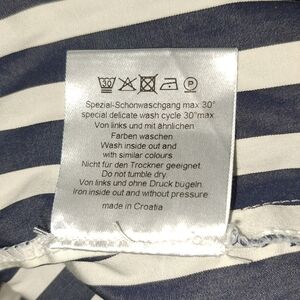 30 P
Spezial-Schonwaschgang max 30°
special delicate wash cycle 30°max
Von links und mit ähnlichen
Farben waschen
Wash inside out and
with similar colours
Nicht für den Trockner geeignet.
Do not tumble dry.
Von links und ohne Druck bügeln.
Iron inside out and without pressure
made in Croatia